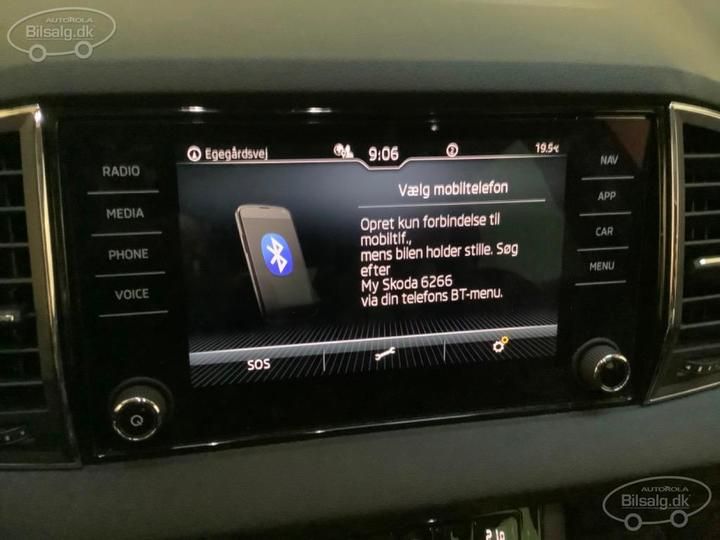 AUTOROLA
Bilsalg.dk
Egegårdsvej
9:06
2
19.5°C
RADIO
MEDIA
PHONE
VOICE
Vælg mobiltelefon
Opret kun forbindelse til
mobiltlf.,
mens bilen holder stille. Søg
efter
My Skoda 6266
via din telefons BT-menu.
SOS
NAV
APP
CAR
MENU
AUTOROLA
Bilsalg.dk